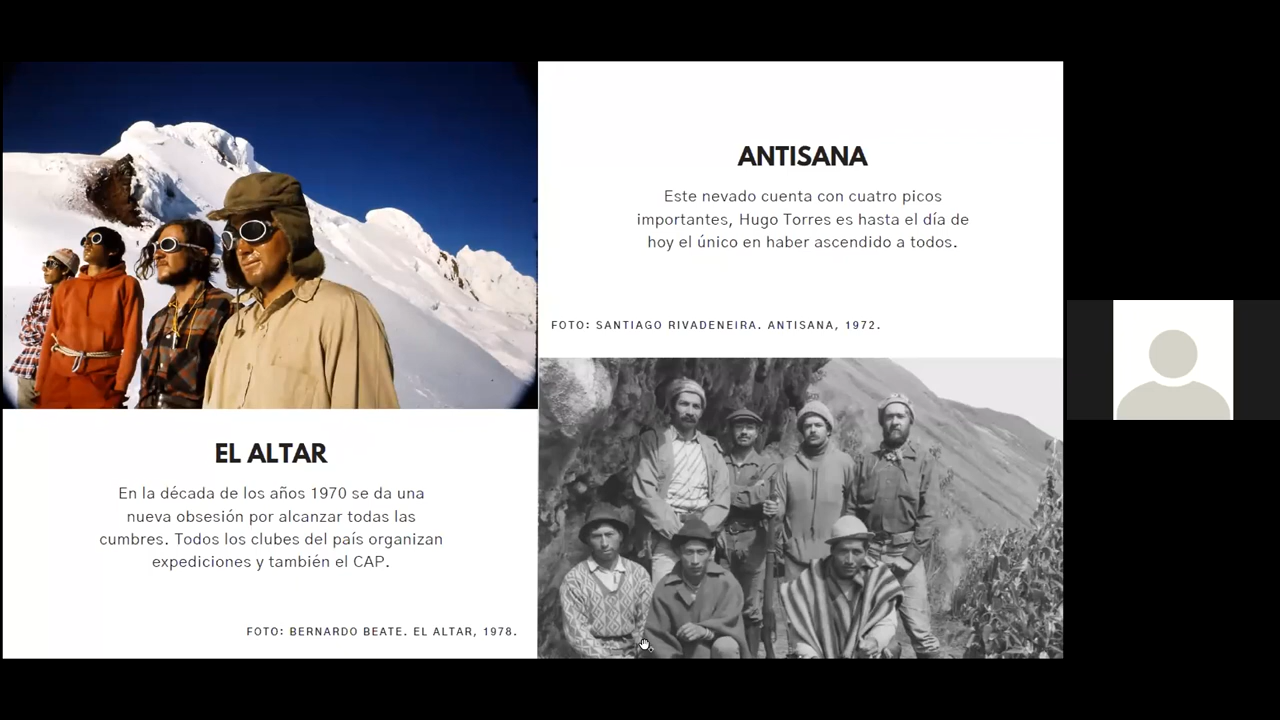 EL ALTAR
En la década de los años 1970 se da una
nueva obsesión por alcanzar todas las
cumbres. Todos los clubes del país organizan
expediciones y también el CAP.
FOTO: BERNARDO BEATE. EL ALTAR, 1978.
ANTISANA
Este nevado cuenta con cuatro picos
importantes, Hugo Torres es hasta el día de
hoy el único en haber ascendido a todos.
FOTO: SANTIAGO RIVADENEIRA. ANTISANA, 1972.